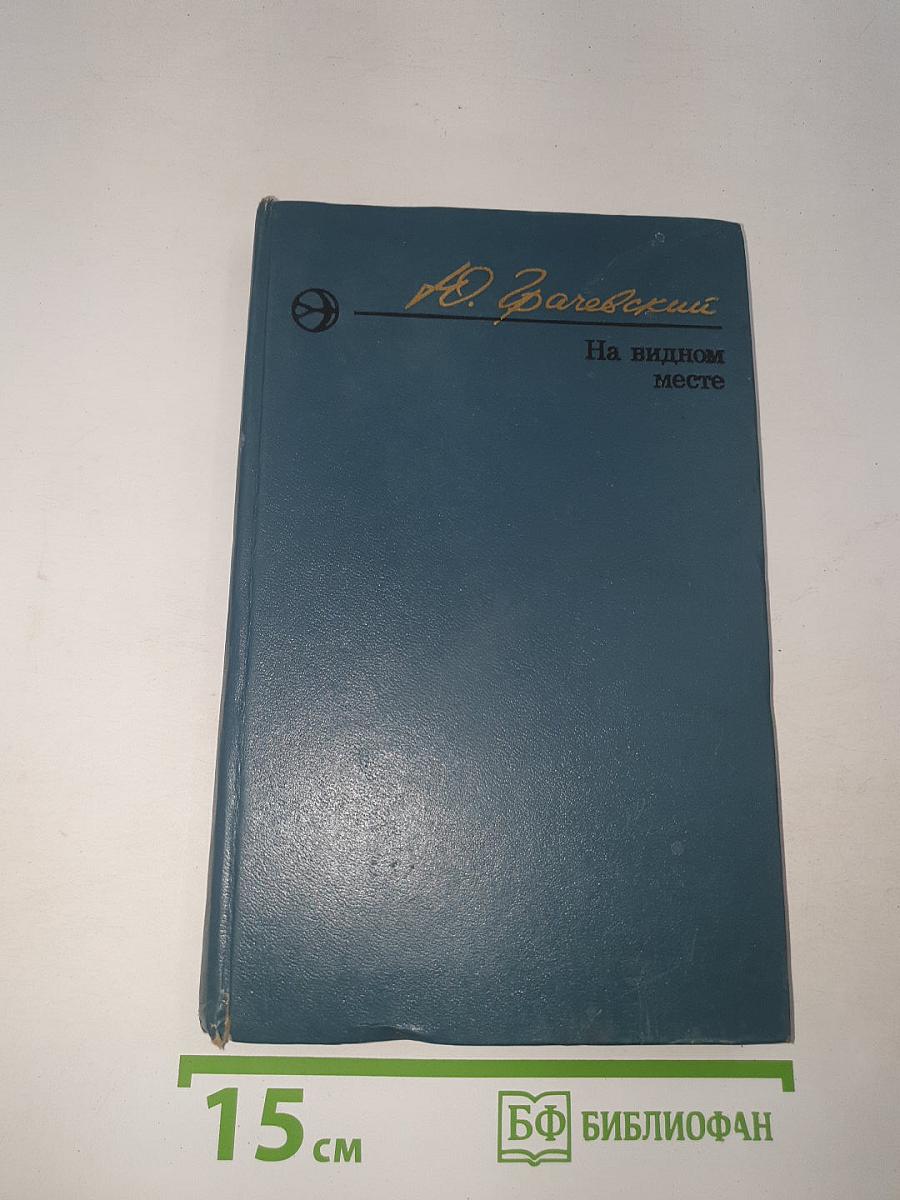 Ю. Грачевский
На видном
месте
15 см
БФ БИБЛИОФАН